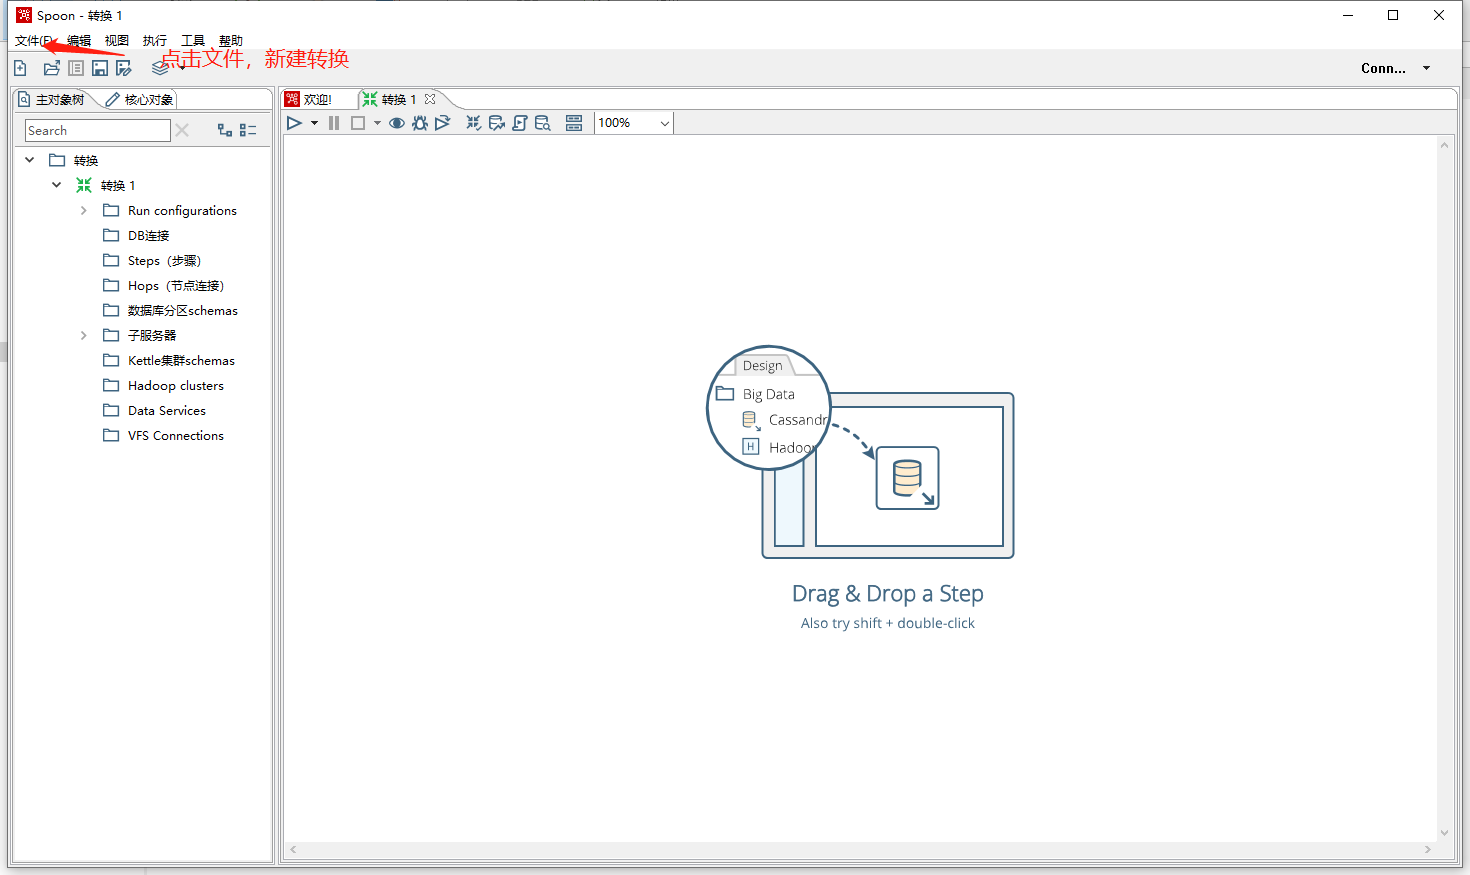 Spoon - 转换 1
文件(F) 编辑 视图 执行 工具 帮助
点击文件，新建转换
Conn...
主对象树 核心对象
欢迎! 转换 1
Search
100%
转换
转换 1
Run configurations
DB连接
Steps（步骤）
Hops（节点连接）
数据库分区schemas
子服务器
Kettle集群schemas
Hadoop clusters
Data Services
VFS Connections
Design
Big Data
Cassandr
H Hadoop
Drag & Drop a Step
Also try shift + double-click